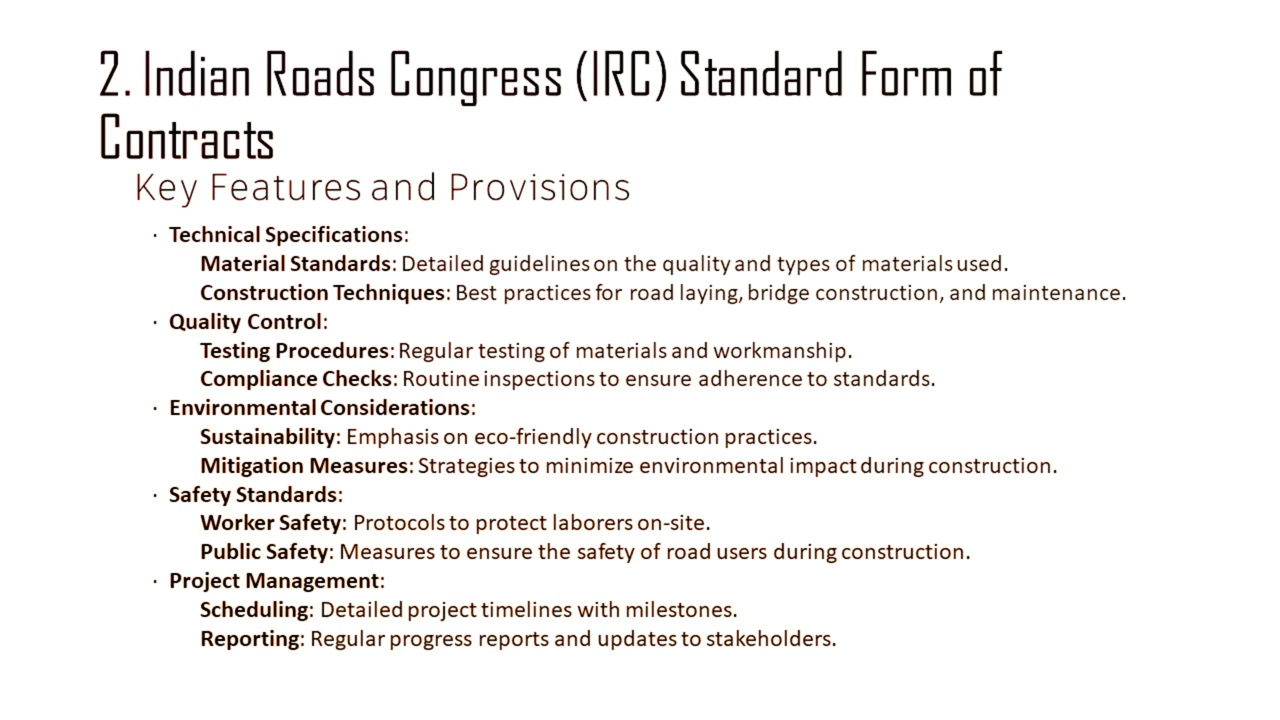 2. Indian Roads Congress (IRC) Standard Form of
Contracts
Key Features and Provisions
· Technical Specifications:
Material Standards: Detailed guidelines on the quality and types of materials used.
Construction Techniques: Best practices for road laying, bridge construction, and maintenance.
· Quality Control:
Testing Procedures: Regular testing of materials and workmanship.
Compliance Checks: Routine inspections to ensure adherence to standards.
· Environmental Considerations:
Sustainability: Emphasis on eco-friendly construction practices.
Mitigation Measures: Strategies to minimize environmental impact during construction.
· Safety Standards:
Worker Safety: Protocols to protect laborers on-site.
Public Safety: Measures to ensure the safety of road users during construction.
· Project Management:
Scheduling: Detailed project timelines with milestones.
Reporting: Regular progress reports and updates to stakeholders.